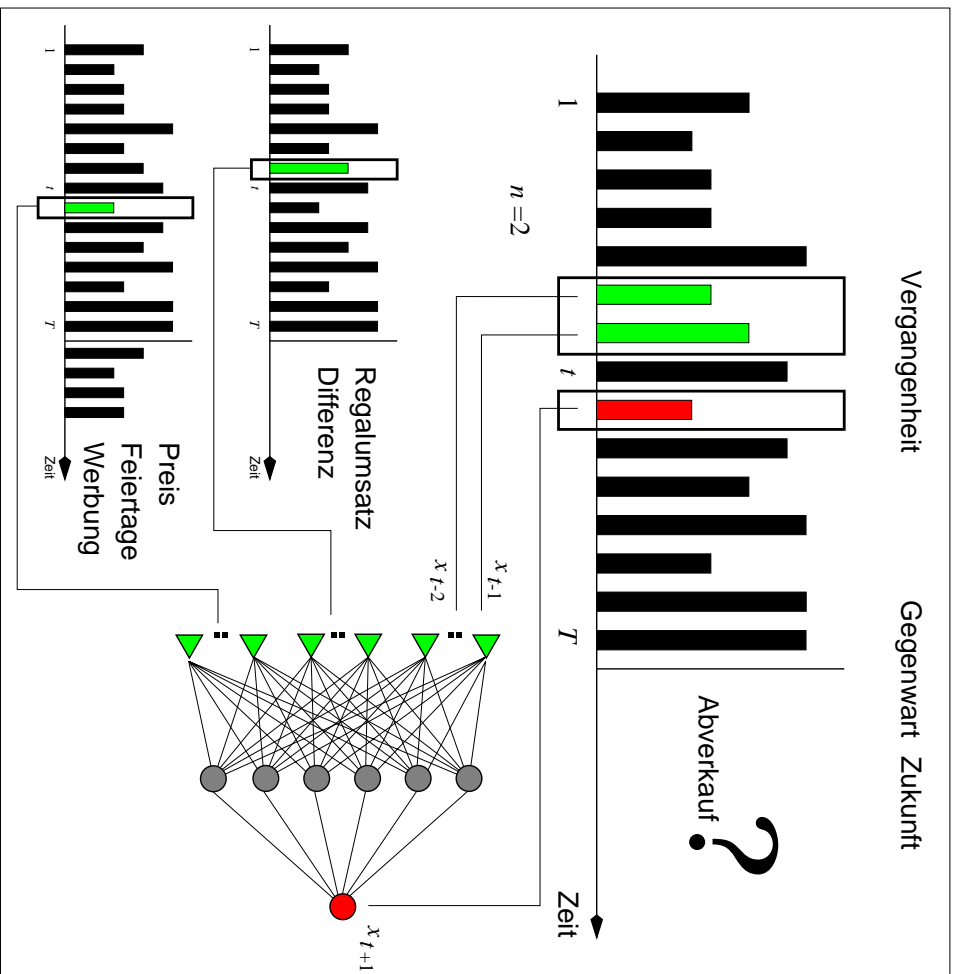 Vergangenheit
Gegenwart Zukunft
Abverkauf
?
1
t
T
Zeit
n =2
x t-1
x t-2
x t+1
Regalumsatz
Differenz
1
t
T
Zeit
Preis
Feiertage
Werbung
1
t
T
Zeit